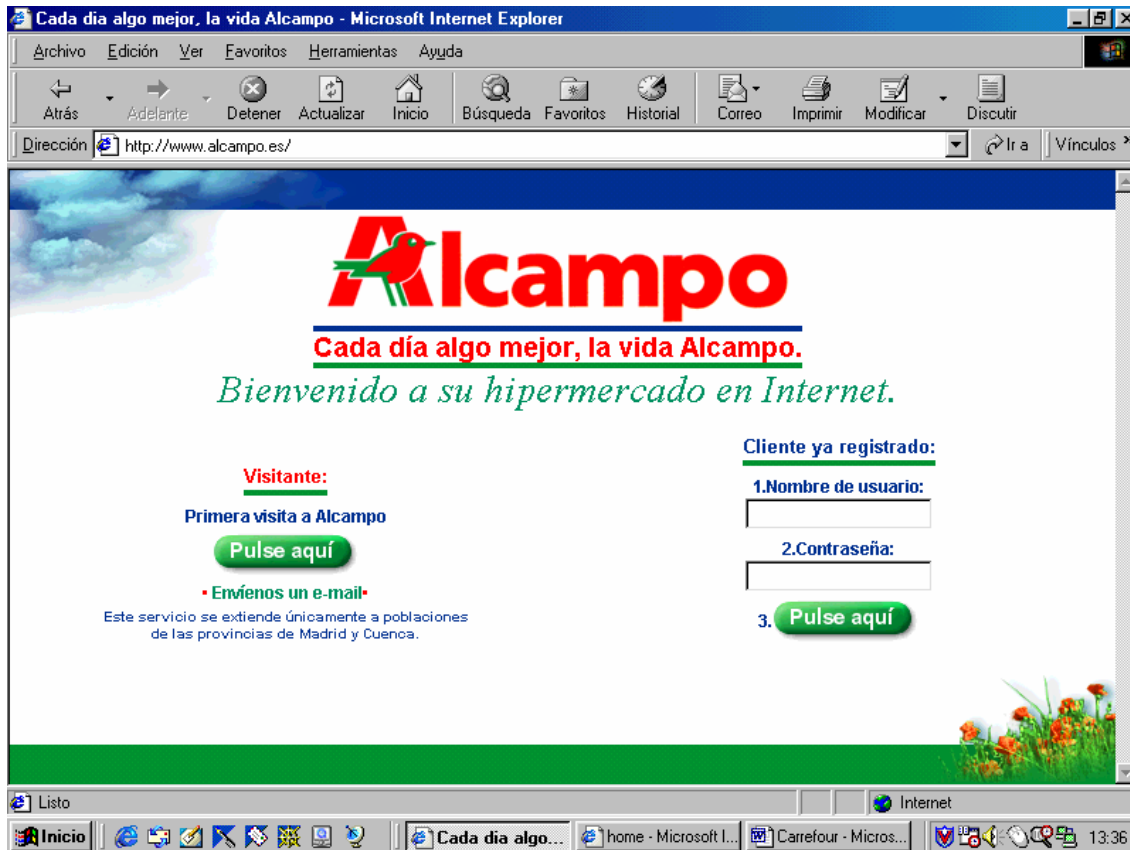 Cada dia algo mejor, la vida Alcampo - Microsoft Internet Explorer
Archivo Edición Ver Favoritos Herramientas Ayuda
Atrás Adelante Detener Actualizar Inicio Búsqueda Favoritos Historial Correo Imprimir Modificar Discutir
Dirección http://www.alcampo.es/ Ir a Vínculos »
Alcampo
Cada día algo mejor, la vida Alcampo.
Bienvenido a su hipermercado en Internet.
Visitante:
Primera visita a Alcampo
Pulse aquí
Envíenos un e-mail
Este servicio se extiende únicamente a poblaciones
de las provincias de Madrid y Cuenca.
Cliente ya registrado:
1.Nombre de usuario:
2.Contraseña:
3. Pulse aquí
Listo Internet
Inicio Cada dia algo... home - Microsoft I... Carrefour - Micros... 13:36